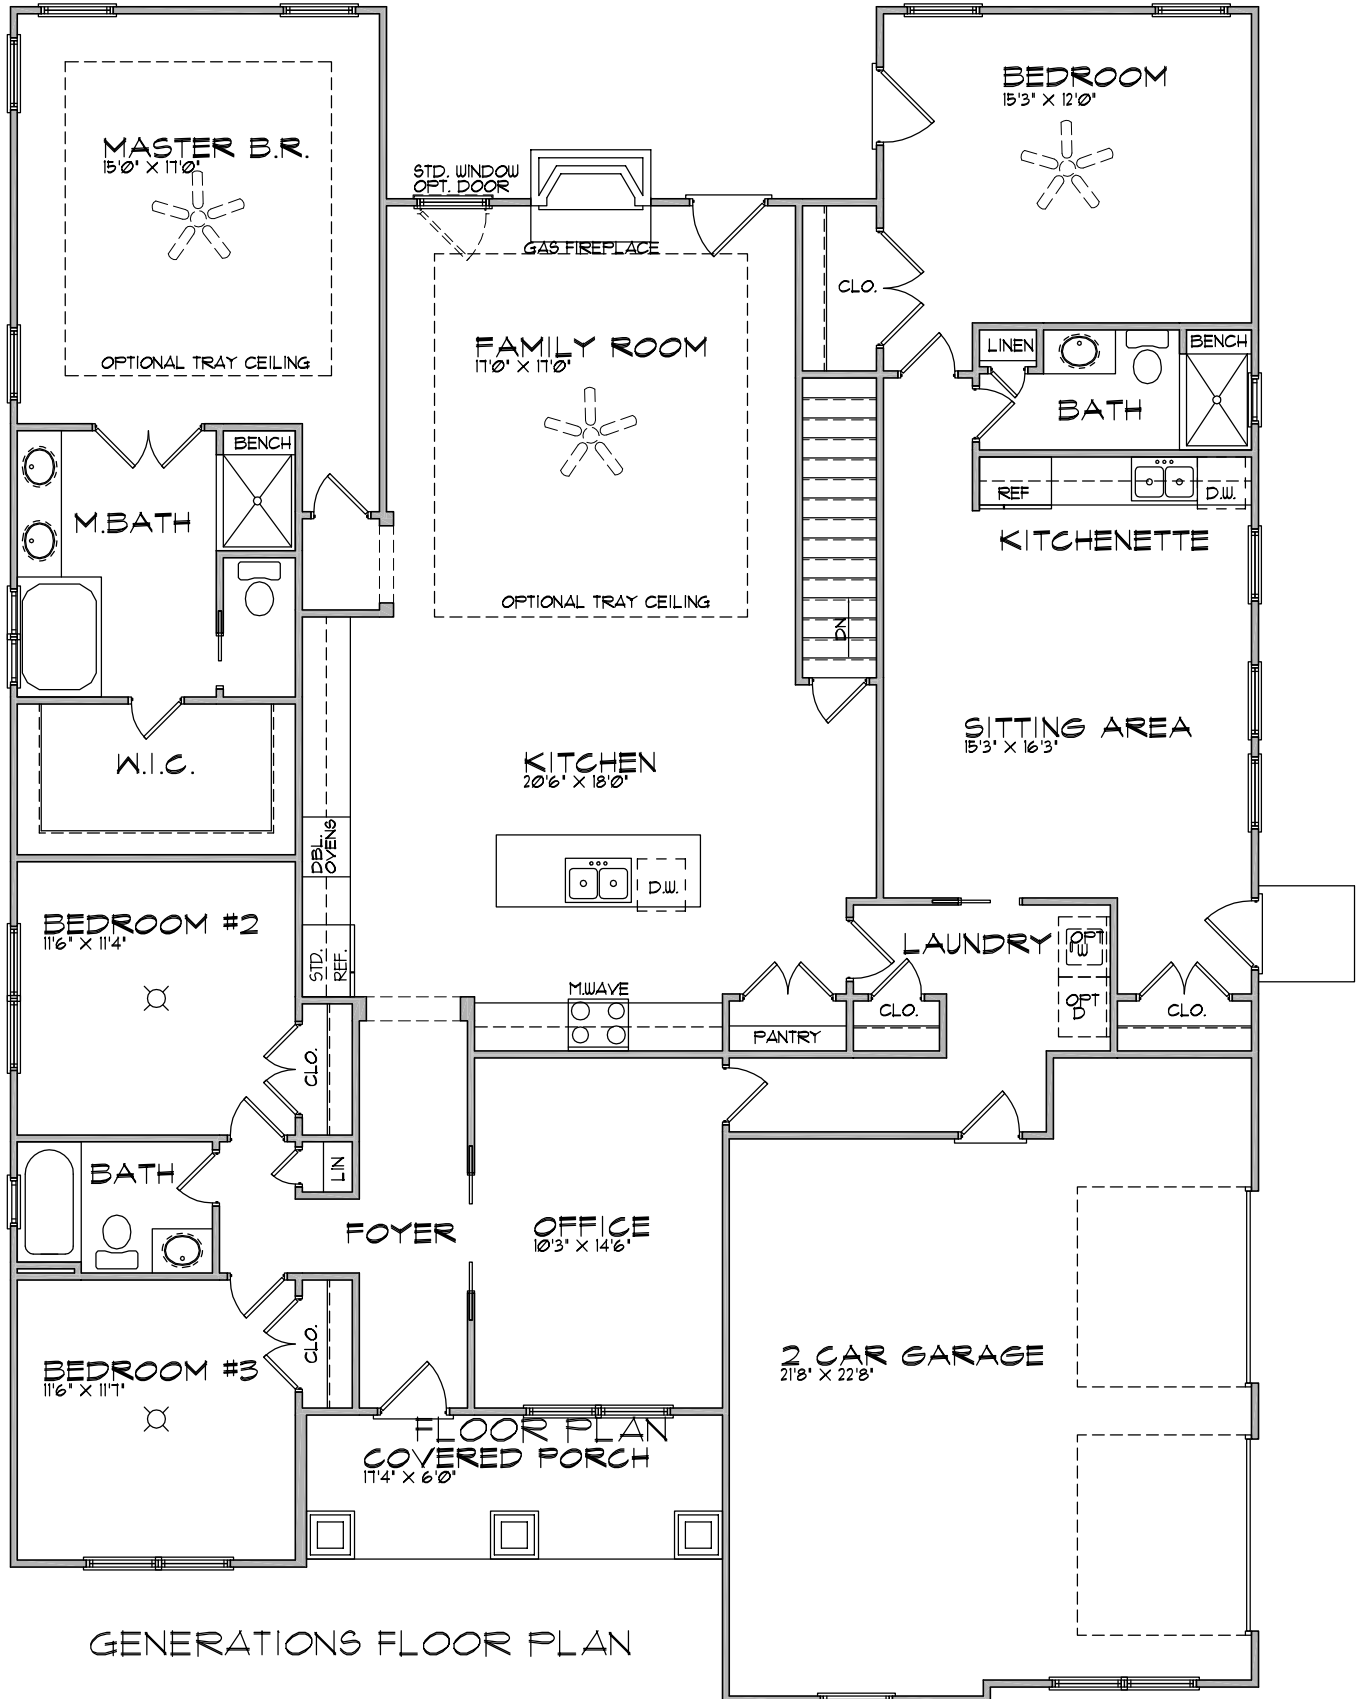 BEDROOM
15'3" X 12'0"
MASTER B.R.
15'0" X 17'0"
STD. WINDOW
OPT. DOOR
GAS FIREPLACE
CLO.
FAMILY ROOM
17'0" X 17'0"
LINEN
BENCH
OPTIONAL TRAY CEILING
BATH
BENCH
M.BATH
REF
D.W.
KITCHENETTE
OPTIONAL TRAY CEILING
DN
SITTING AREA
15'3" X 16'3"
W.I.C.
KITCHEN
20'6" X 18'0"
DBL.
OVENS
D.W.
BEDROOM #2
11'6" X 11'4"
STD.
REF.
LAUNDRY
OPT
W
M.WAVE
OPT
D
PANTRY
CLO.
CLO.
CLO.
BATH
LIN
FOYER
OFFICE
10'3" X 14'6"
CLO.
BEDROOM #3
11'6" X 11'7"
2 CAR GARAGE
21'8" X 22'8"
FLOOR PLAN
COVERED PORCH
17'4" X 6'0"
GENERATIONS FLOOR PLAN